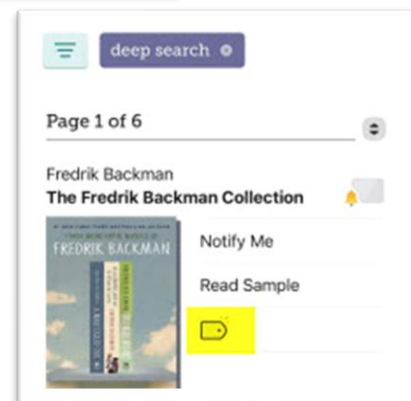 deep search
Page 1 of 6
Fredrik Backman
The Fredrik Backman Collection
Notify Me
Read Sample
FREDRIK BACKMAN